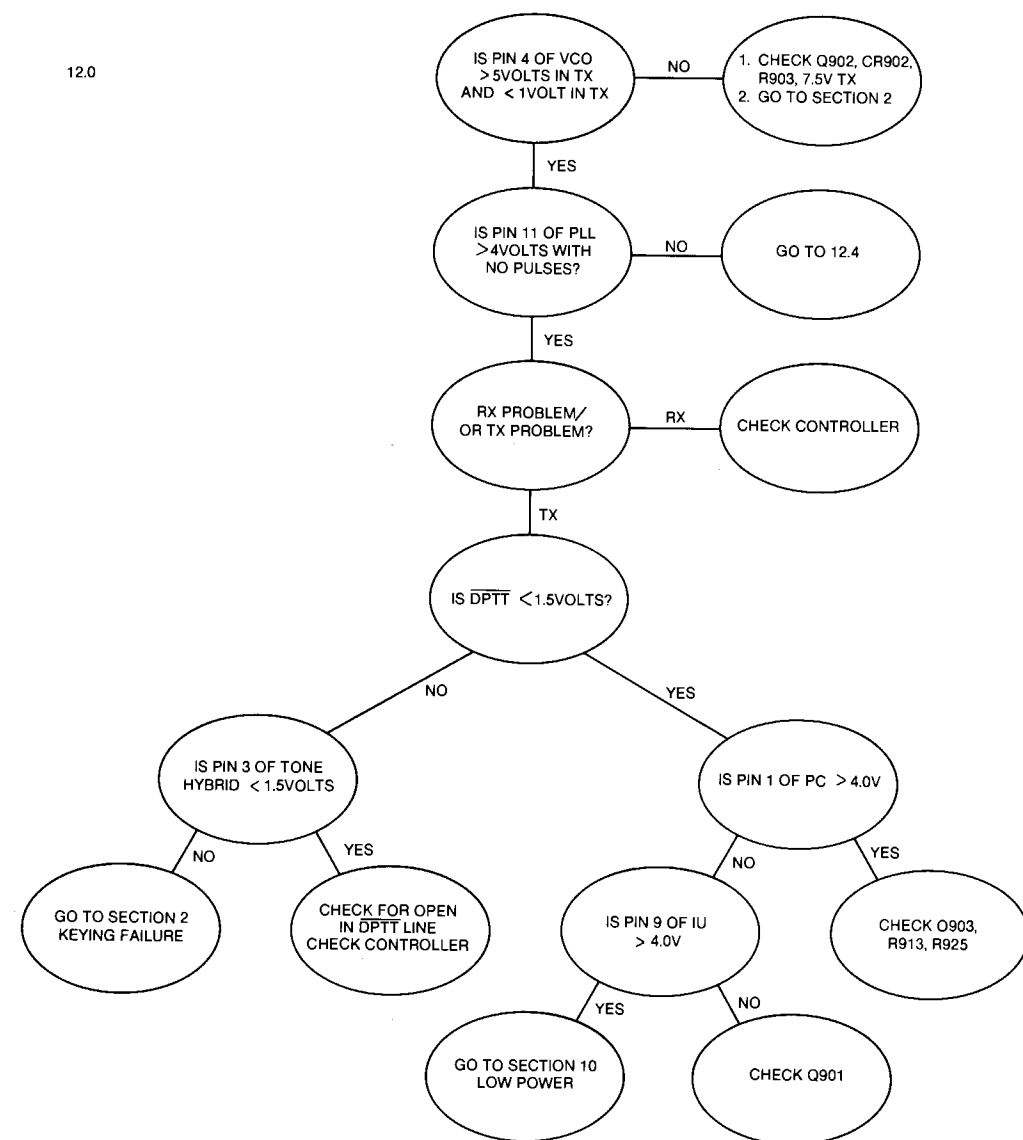 12.0
IS PIN 4 OF VCO
>5VOLTS IN TX
AND <1VOLT IN TX
NO
1. CHECK Q902, CR902,
R903, 7.5V TX
2. GO TO SECTION 2
YES
IS PIN 11 OF PLL
>4VOLTS WITH
NO PULSES?
NO
GO TO 12.4
YES
RX PROBLEM/
OR TX PROBLEM?
RX
CHECK CONTROLLER
TX
IS DPTT <1.5VOLTS?
NO
YES
IS PIN 3 OF TONE
HYBRID <1.5VOLTS
IS PIN 1 OF PC >4.0V
NO
YES
NO
YES
GO TO SECTION 2
KEYING FAILURE
CHECK FOR OPEN
IN DPTT LINE
CHECK CONTROLLER
IS PIN 9 OF IU
> 4.0V
CHECK O903,
R913, R925
YES
NO
GO TO SECTION 10
LOW POWER
CHECK Q901